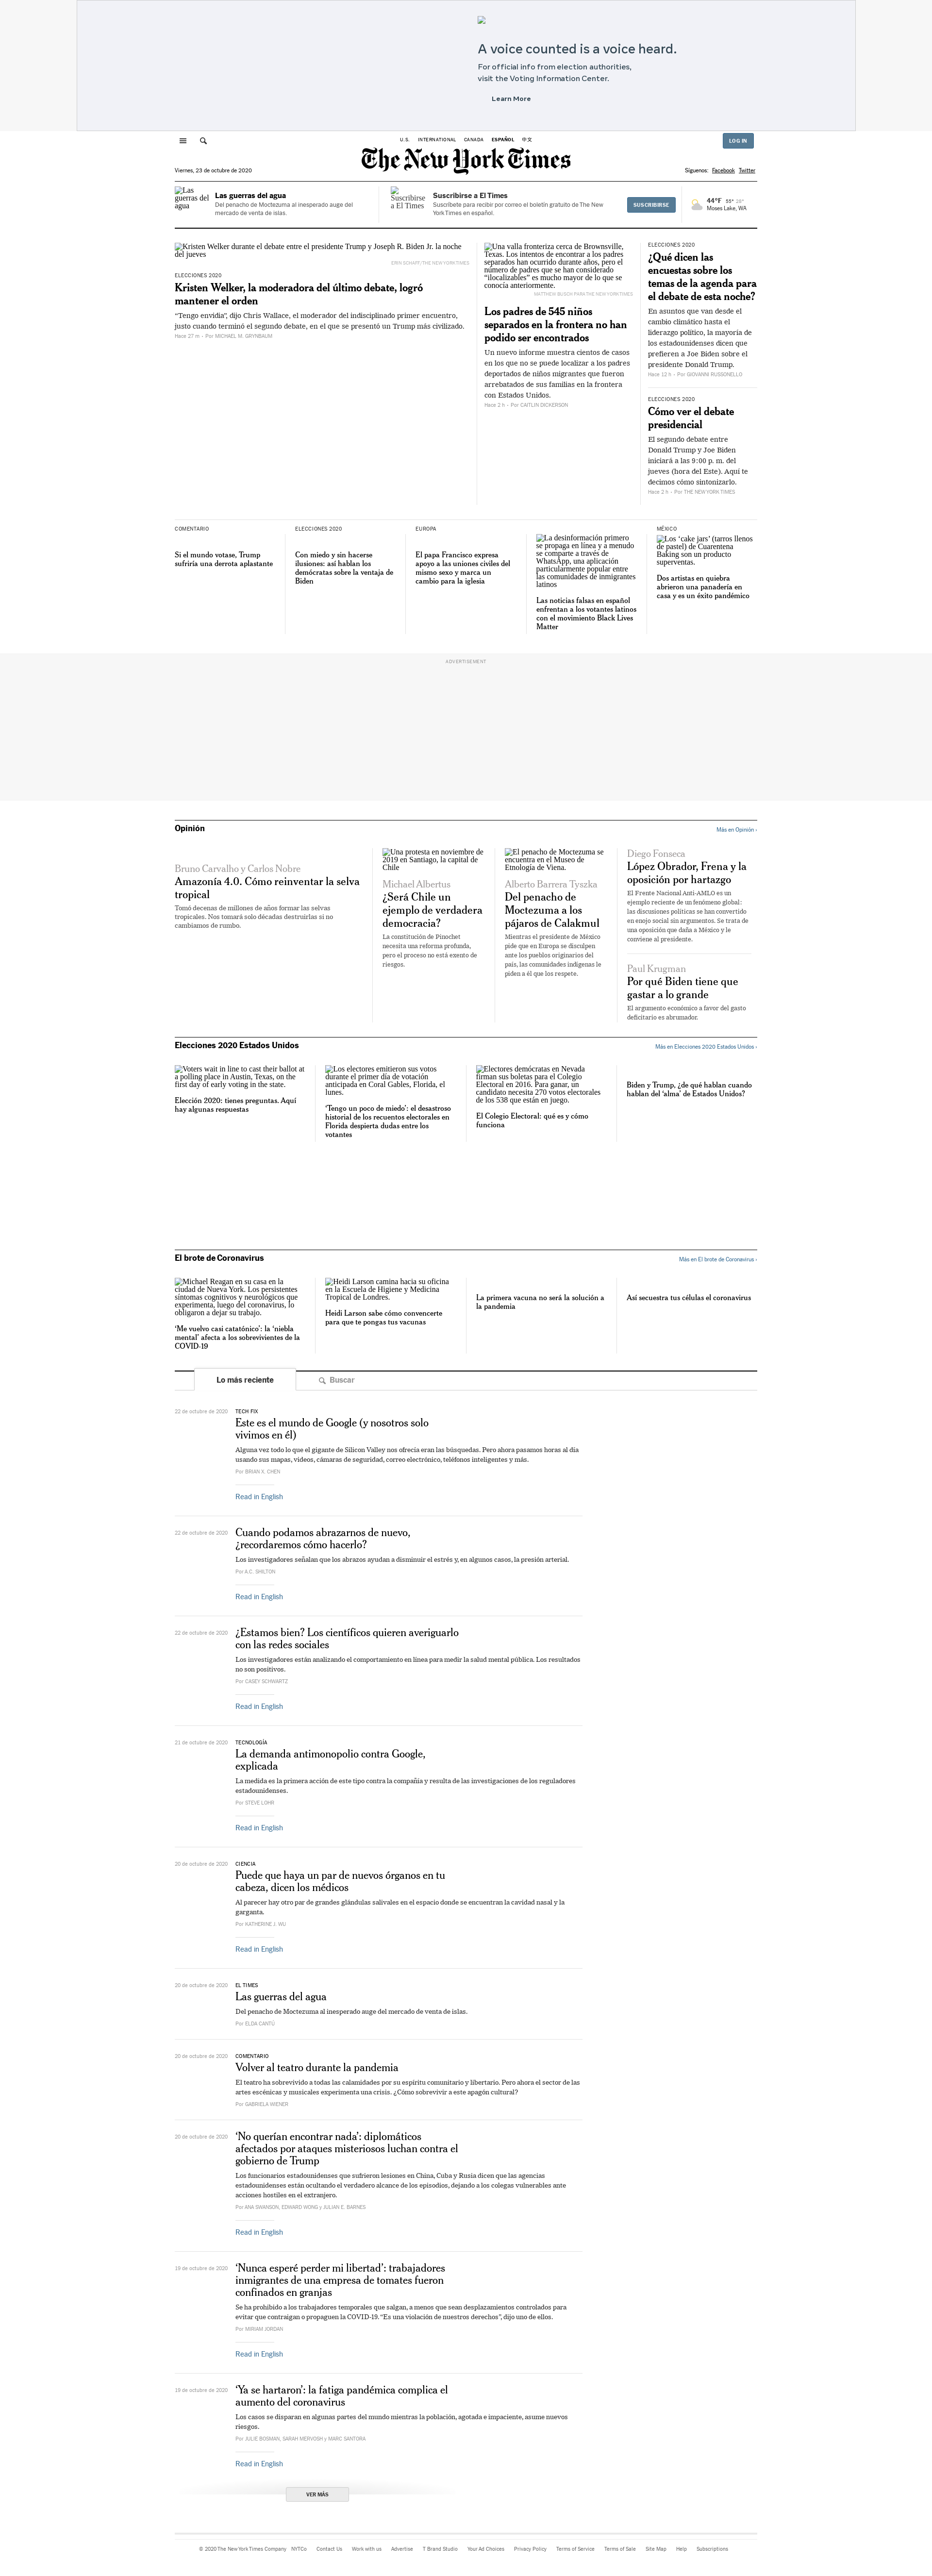 A voice counted is a voice heard.
For official info from election authorities,
visit the Voting Information Center.
Learn More
U.S. INTERNATIONAL CANADA ESPAÑOL 中文
LOG IN
The New York Times
Viernes, 23 de octubre de 2020
Síguenos: Facebook Twitter
Las guerras del agua
Las guerras del agua
Del penacho de Moctezuma al inesperado auge del
mercado de venta de islas.
Suscribirse a El Times
Suscribirse a El Times
Suscríbete para recibir por correo el boletín gratuito de The New
York Times en español.
SUSCRIBIRSE
44°F 55° 28°
Moses Lake, WA
Kristen Welker durante el debate entre el presidente Trump y Joseph R. Biden Jr. la noche
del jueves
ERIN SCHAFF/THE NEW YORK TIMES
ELECCIONES 2020
Kristen Welker, la moderadora del último debate, logró
mantener el orden
“Tengo envidia”, dijo Chris Wallace, el moderador del indisciplinado primer encuentro,
justo cuando terminó el segundo debate, en el que se presentó un Trump más civilizado.
Hace 27 m – Por MICHAEL M. GRYNBAUM
Una valla fronteriza cerca de Brownsville,
Texas. Los intentos de encontrar a los padres
separados han ocurrido durante años, pero el
número de padres que se han considerado
“ilocalizables” es mucho mayor de lo que se
conocía anteriormente.
MATTHEW BUSCH PARA THE NEW YORK TIMES
Los padres de 545 niños
separados en la frontera no han
podido ser encontrados
Un nuevo informe muestra cientos de casos
en los que no se puede localizar a los padres
deportados de niños migrantes que fueron
arrebatados de sus familias en la frontera
con Estados Unidos.
Hace 2 h – Por CAITLIN DICKERSON
ELECCIONES 2020
¿Qué dicen las
encuestas sobre los
temas de la agenda para
el debate de esta noche?
En asuntos que van desde el
cambio climático hasta el
liderazgo político, la mayoría de
los estadounidenses dicen que
prefieren a Joe Biden sobre el
presidente Donald Trump.
Hace 12 h – Por GIOVANNI RUSSONELLO
ELECCIONES 2020
Cómo ver el debate
presidencial
El segundo debate entre
Donald Trump y Joe Biden
iniciará a las 9:00 p. m. del
jueves (hora del Este). Aquí te
decimos cómo sintonizarlo.
Hace 2 h – Por THE NEW YORK TIMES
COMENTARIO
Si el mundo votase, Trump
sufriría una derrota aplastante
ELECCIONES 2020
Con miedo y sin hacerse
ilusiones: así hablan los
demócratas sobre la ventaja de
Biden
EUROPA
El papa Francisco expresa
apoyo a las uniones civiles del
mismo sexo y marca un
cambio para la iglesia
La desinformación primero
se propaga en línea y a menudo
se comparte a través de
WhatsApp, una aplicación
particularmente popular entre
las comunidades de inmigrantes
latinos
Las noticias falsas en español
enfrentan a los votantes latinos
con el movimiento Black Lives
Matter
MÉXICO
Los ‘cake jars’ (tarros llenos
de pastel) de Cuarentena
Baking son un producto
superventas.
Dos artistas en quiebra
abrieron una panadería en
casa y es un éxito pandémico
ADVERTISEMENT
Opinión
Más en Opinión ›
Bruno Carvalho y Carlos Nobre
Amazonía 4.0. Cómo reinventar la selva
tropical
Tomó decenas de millones de años formar las selvas
tropicales. Nos tomará solo décadas destruirlas si no
cambiamos de rumbo.
Una protesta en noviembre de
2019 en Santiago, la capital de
Chile
Michael Albertus
¿Será Chile un
ejemplo de verdadera
democracia?
La constitución de Pinochet
necesita una reforma profunda,
pero el proceso no está exento de
riesgos.
El penacho de Moctezuma se
encuentra en el Museo de
Etnología de Viena.
Alberto Barrera Tyszka
Del penacho de
Moctezuma a los
pájaros de Calakmul
Mientras el presidente de México
pide que en Europa se disculpen
ante los pueblos originarios del
país, las comunidades indígenas le
piden a él que los respete.
Diego Fonseca
López Obrador, Frena y la
oposición por hartazgo
El Frente Nacional Anti-AMLO es un
ejemplo reciente de un fenómeno global:
las discusiones políticas se han convertido
en enojo social sin argumentos. Se trata de
una oposición que daña a México y le
conviene al presidente.
Paul Krugman
Por qué Biden tiene que
gastar a lo grande
El argumento económico a favor del gasto
deficitario es abrumador.
Elecciones 2020 Estados Unidos
Más en Elecciones 2020 Estados Unidos ›
Voters wait in line to cast their ballot at
a polling place in Austin, Texas, on the
first day of early voting in the state.
Elección 2020: tienes preguntas. Aquí
hay algunas respuestas
Los electores emitieron sus votos
durante el primer día de votación
anticipada en Coral Gables, Florida, el
lunes.
‘Tengo un poco de miedo’: el desastroso
historial de los recuentos electorales en
Florida despierta dudas entre los
votantes
Electores demócratas en Nevada
firman sus boletas para el Colegio
Electoral en 2016. Para ganar, un
candidato necesita 270 votos electorales
de los 538 que están en juego.
El Colegio Electoral: qué es y cómo
funciona
Biden y Trump, ¿de qué hablan cuando
hablan del ‘alma’ de Estados Unidos?
El brote de Coronavirus
Más en El brote de Coronavirus ›
Michael Reagan en su casa en la
ciudad de Nueva York. Los persistentes
síntomas cognitivos y neurológicos que
experimenta, luego del coronavirus, lo
obligaron a dejar su trabajo.
‘Me vuelvo casi catatónico’: la ‘niebla
mental’ afecta a los sobrevivientes de la
COVID-19
Heidi Larson camina hacia su oficina
en la Escuela de Higiene y Medicina
Tropical de Londres.
Heidi Larson sabe cómo convencerte
para que te pongas tus vacunas
La primera vacuna no será la solución a
la pandemia
Así secuestra tus células el coronavirus
Lo más reciente
Buscar
22 de octubre de 2020
TECH FIX
Este es el mundo de Google (y nosotros solo
vivimos en él)
Alguna vez todo lo que el gigante de Silicon Valley nos ofrecía eran las búsquedas. Pero ahora pasamos horas al día
usando sus mapas, videos, cámaras de seguridad, correo electrónico, teléfonos inteligentes y más.
Por BRIAN X. CHEN
Read in English
22 de octubre de 2020
Cuando podamos abrazarnos de nuevo,
¿recordaremos cómo hacerlo?
Los investigadores señalan que los abrazos ayudan a disminuir el estrés y, en algunos casos, la presión arterial.
Por A.C. SHILTON
Read in English
22 de octubre de 2020
¿Estamos bien? Los científicos quieren averiguarlo
con las redes sociales
Los investigadores están analizando el comportamiento en línea para medir la salud mental pública. Los resultados
no son positivos.
Por CASEY SCHWARTZ
Read in English
21 de octubre de 2020
TECNOLOGÍA
La demanda antimonopolio contra Google,
explicada
La medida es la primera acción de este tipo contra la compañía y resulta de las investigaciones de los reguladores
estadounidenses.
Por STEVE LOHR
Read in English
20 de octubre de 2020
CIENCIA
Puede que haya un par de nuevos órganos en tu
cabeza, dicen los médicos
Al parecer hay otro par de grandes glándulas salivales en el espacio donde se encuentran la cavidad nasal y la
garganta.
Por KATHERINE J. WU
Read in English
20 de octubre de 2020
EL TIMES
Las guerras del agua
Del penacho de Moctezuma al inesperado auge del mercado de venta de islas.
Por ELDA CANTÚ
20 de octubre de 2020
COMENTARIO
Volver al teatro durante la pandemia
El teatro ha sobrevivido a todas las calamidades por su espíritu comunitario y libertario. Pero ahora el sector de las
artes escénicas y musicales experimenta una crisis. ¿Cómo sobrevivir a este apagón cultural?
Por GABRIELA WIENER
20 de octubre de 2020
‘No querían encontrar nada’: diplomáticos
afectados por ataques misteriosos luchan contra el
gobierno de Trump
Los funcionarios estadounidenses que sufrieron lesiones en China, Cuba y Rusia dicen que las agencias
estadounidenses están ocultando el verdadero alcance de los episodios, dejando a los colegas vulnerables ante
acciones hostiles en el extranjero.
Por ANA SWANSON, EDWARD WONG y JULIAN E. BARNES
Read in English
19 de octubre de 2020
‘Nunca esperé perder mi libertad’: trabajadores
inmigrantes de una empresa de tomates fueron
confinados en granjas
Se ha prohibido a los trabajadores temporales que salgan, a menos que sean desplazamientos controlados para
evitar que contraigan o propaguen la COVID-19. “Es una violación de nuestros derechos”, dijo uno de ellos.
Por MIRIAM JORDAN
Read in English
19 de octubre de 2020
‘Ya se hartaron’: la fatiga pandémica complica el
aumento del coronavirus
Los casos se disparan en algunas partes del mundo mientras la población, agotada e impaciente, asume nuevos
riesgos.
Por JULIE BOSMAN, SARAH MERVOSH y MARC SANTORA
Read in English
VER MÁS
© 2020 The New York Times Company NYTCo Contact Us Work with us Advertise T Brand Studio Your Ad Choices Privacy Policy Terms of Service Terms of Sale Site Map Help Subscriptions